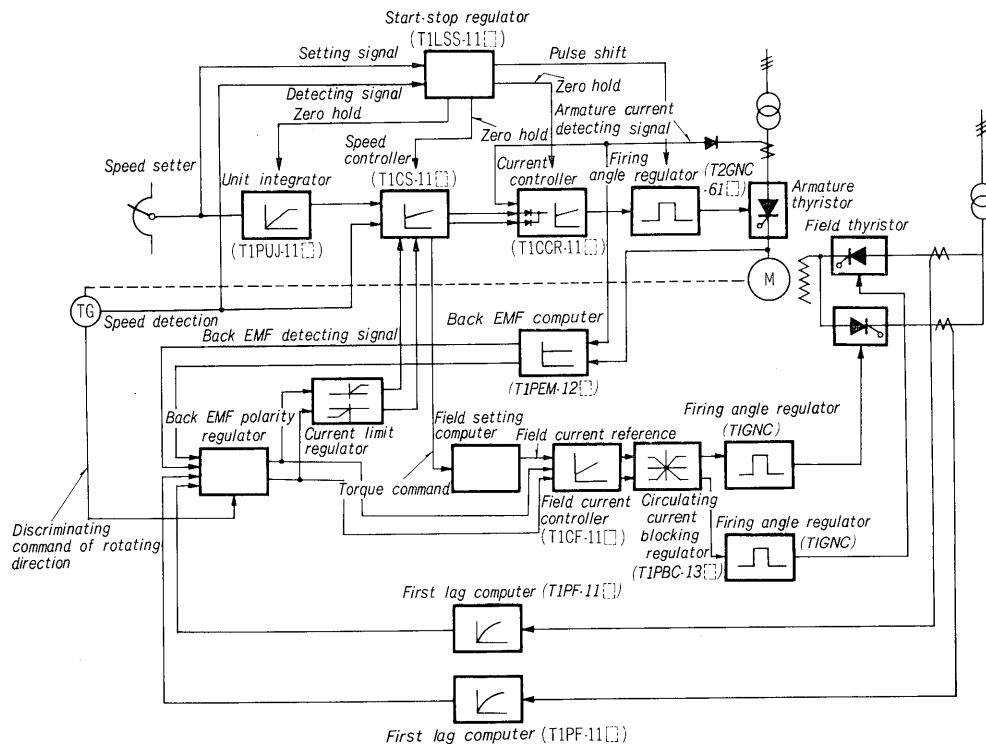 Start-stop regulator
(T1LSS-11□)
Setting signal
Pulse shift
Detecting signal
Zero hold
Zero hold
Armature current
detecting signal
Zero hold
Speed setter
Speed
controller
(T1CS-11□)
Current
controller
Firing
angle regulator
(T2GNC
-61□)
Armature
thyristor
Unit integrator
(T1PUJ-11□)
(T1CCR-11□)
Field thyristor
M
TG
Speed detection
Back EMF detecting signal
Back EMF computer
(T1PEM-12□)
Back EMF polarity
regulator
Current limit
regulator
Field setting
computer
Field current reference
Firing angle regulator
(TIGNC)
Torque command
Field current
controller
(T1CF-11□)
Circulating
current
blocking
regulator
(T1PBC-13□)
Firing angle regulator
(TIGNC)
Discriminating
command of rotating
direction
First lag computer (T1PF-11□)
First lag computer (T1PF-11□)